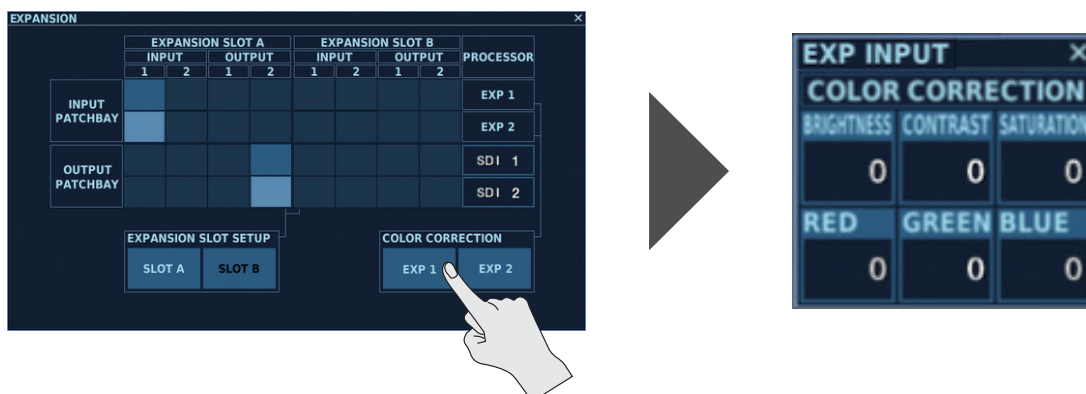 EXPANSION ×
EXPANSION SLOT A EXPANSION SLOT B PROCESSOR
INPUT OUTPUT INPUT OUTPUT
1 2 1 2 1 2 1 2
INPUT PATCHBAY
EXP 1
EXP 2
OUTPUT PATCHBAY
SDI 1
SDI 2
EXPANSION SLOT SETUP
SLOT A SLOT B
COLOR CORRECTION
EXP 1 EXP 2
EXP INPUT ×
COLOR CORRECTION
BRIGHTNESS CONTRAST SATURATION
0 0 0
RED GREEN BLUE
0 0 0